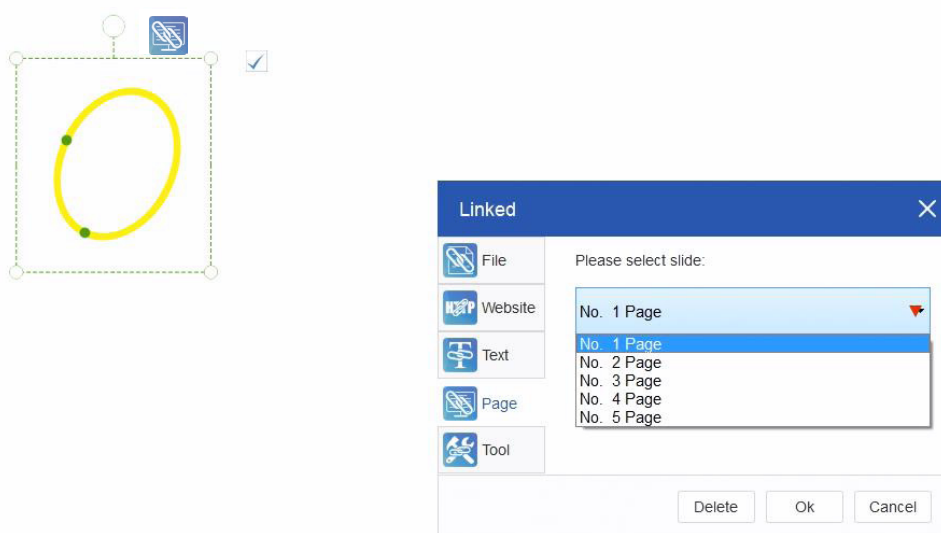 Linked
File
Please select slide:
HTTP Website
No. 1 Page
T Text
No. 1 Page
No. 2 Page
No. 3 Page
No. 4 Page
No. 5 Page
Page
Tool
Delete Ok Cancel